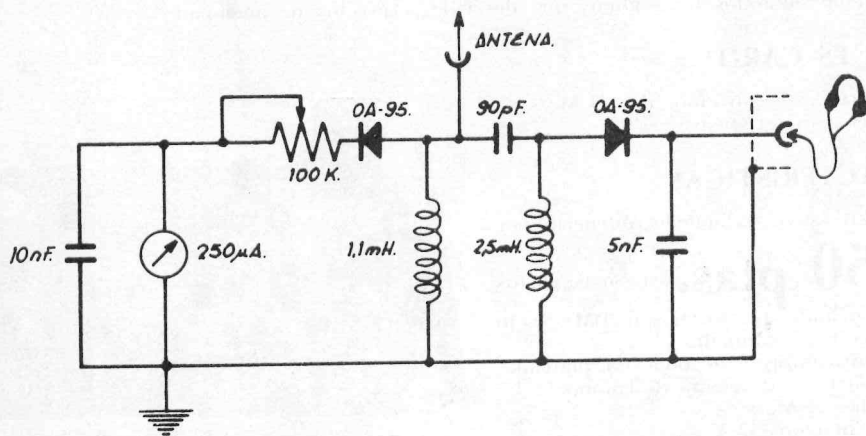 ANTENA.
OA-95.
90pF.
OA-95.
100 K.
10nF.
250µA.
1,1mH.
2,5mH.
5nF.